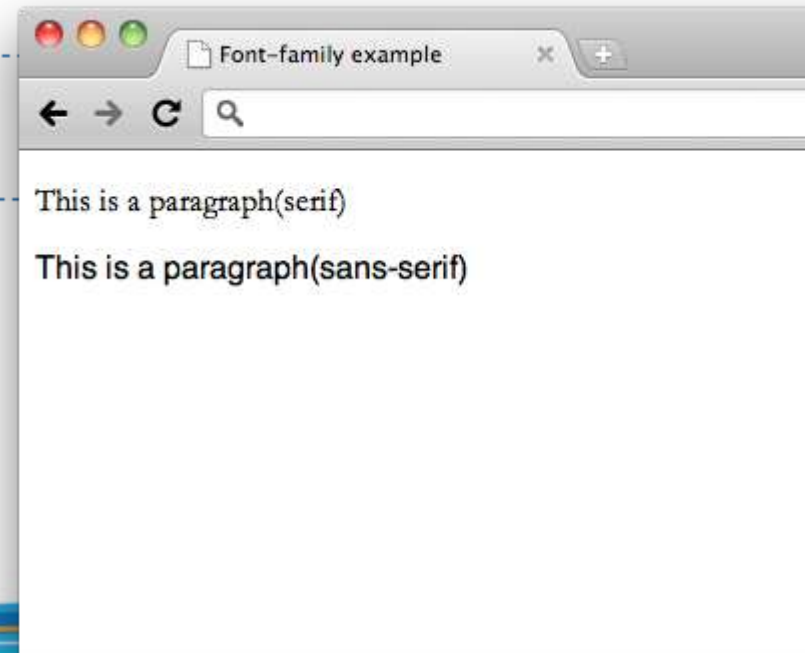 Font-family example
This is a paragraph(serif)
This is a paragraph(sans-serif)